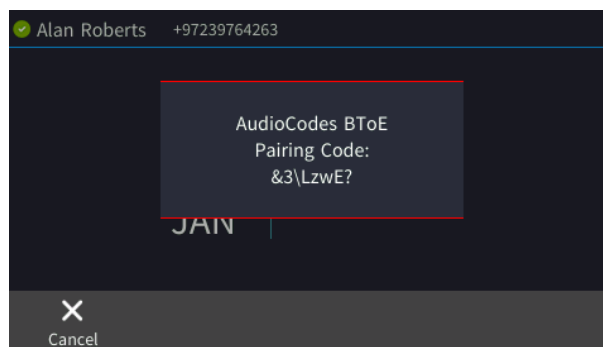 Alan Roberts +97239764263
AudioCodes BToE
Pairing Code:
&3\LzwE?
JAN
Cancel